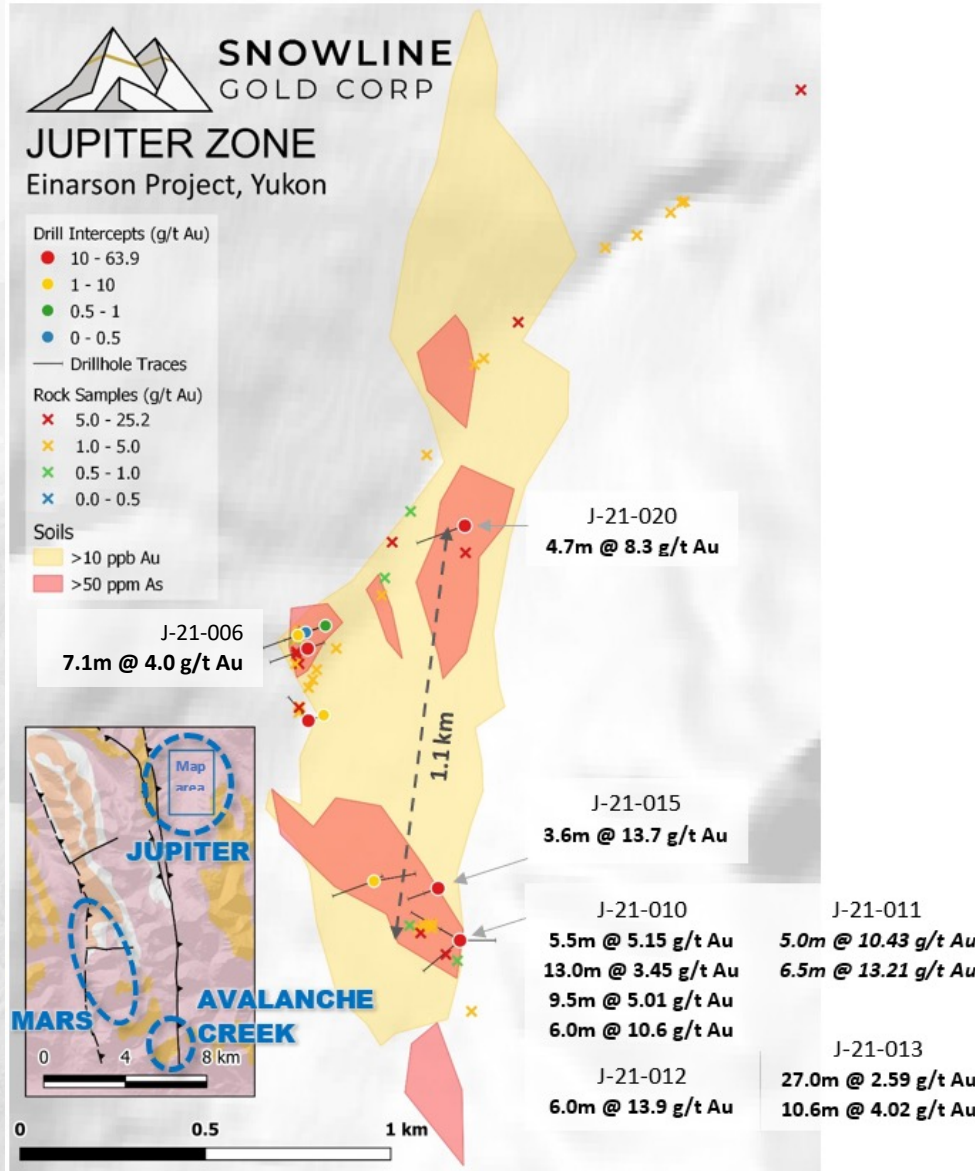 SNOWLINE
GOLD CORP
JUPITER ZONE
Einarson Project, Yukon
Drill Intercepts (g/t Au)
10 - 63.9
1 - 10
0.5 - 1
0 - 0.5
Drillhole Traces
Rock Samples (g/t Au)
5.0 - 25.2
1.0 - 5.0
0.5 - 1.0
0.0 - 0.5
Soils
>10 ppb Au
>50 ppm As
J-21-020
4.7m @ 8.3 g/t Au
J-21-006
7.1m @ 4.0 g/t Au
1.1 km
J-21-015
3.6m @ 13.7 g/t Au
J-21-010
5.5m @ 5.15 g/t Au
13.0m @ 3.45 g/t Au
9.5m @ 5.01 g/t Au
6.0m @ 10.6 g/t Au
J-21-011
5.0m @ 10.43 g/t Au
6.5m @ 13.21 g/t Au
J-21-012
6.0m @ 13.9 g/t Au
J-21-013
27.0m @ 2.59 g/t Au
10.6m @ 4.02 g/t Au
Map
area
JUPITER
MARS
AVALANCHE
CREEK
0 4 8 km
0 0.5 1 km